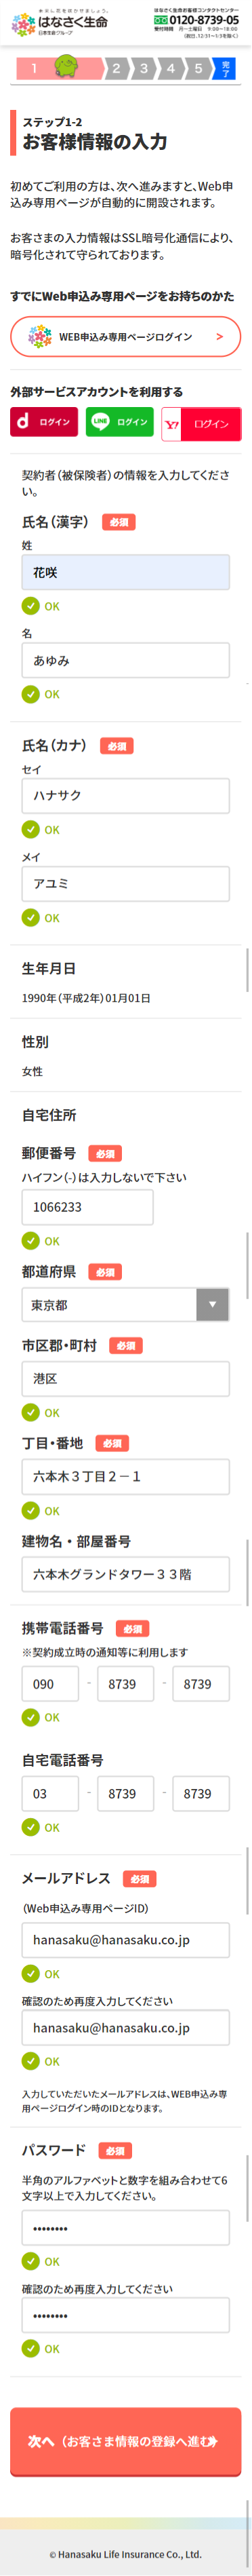 未来に花を咲かせましょう。
はなさく生命
日本生命グループ
はなさく生命お客様コンタクトセンター
0120-8739-05
受付時間 月～土曜日 9:00～18:00
(祝日、12/31～1/3を除く)
1 2 3 4 5 完了
ステップ1-2
お客様情報の入力
初めてご利用の方は、次へ進みますと、Web申
込み専用ページが自動的に開設されます。
お客さまの入力情報はSSL暗号化通信により、
暗号化されて守られております。
すでにWeb申込み専用ページをお持ちのかた
WEB申込み専用ページログイン >
外部サービスアカウントを利用する
d ログイン LINE ログイン Y! ログイン
契約者（被保険者）の情報を入力してくださ
い。
氏名（漢字） 必須
姓
花咲
OK
名
あゆみ
OK
氏名（カナ） 必須
セイ
ハナサク
OK
メイ
アユミ
OK
生年月日
1990年（平成2年）01月01日
性別
女性
自宅住所
郵便番号 必須
ハイフン（-）は入力しないで下さい
1066233
OK
都道府県 必須
東京都 ▼
市区郡・町村 必須
港区
OK
丁目・番地 必須
六本木３丁目２－１
OK
建物名・部屋番号
六本木グランドタワー３３階
携帯電話番号 必須
※契約成立時の通知等に利用します
090 - 8739 - 8739
OK
自宅電話番号
03 - 8739 - 8739
OK
メールアドレス 必須
（Web申込み専用ページID）
hanasaku@hanasaku.co.jp
OK
確認のため再度入力してください
hanasaku@hanasaku.co.jp
OK
入力していただいたメールアドレスは、WEB申込み専
用ページログイン時のIDとなります。
パスワード 必須
半角のアルファベットと数字を組み合わせて6
文字以上で入力してください。
••••••••
OK
確認のため再度入力してください
••••••••
OK
次へ（お客さま情報の登録へ進む）
© Hanasaku Life Insurance Co., Ltd.